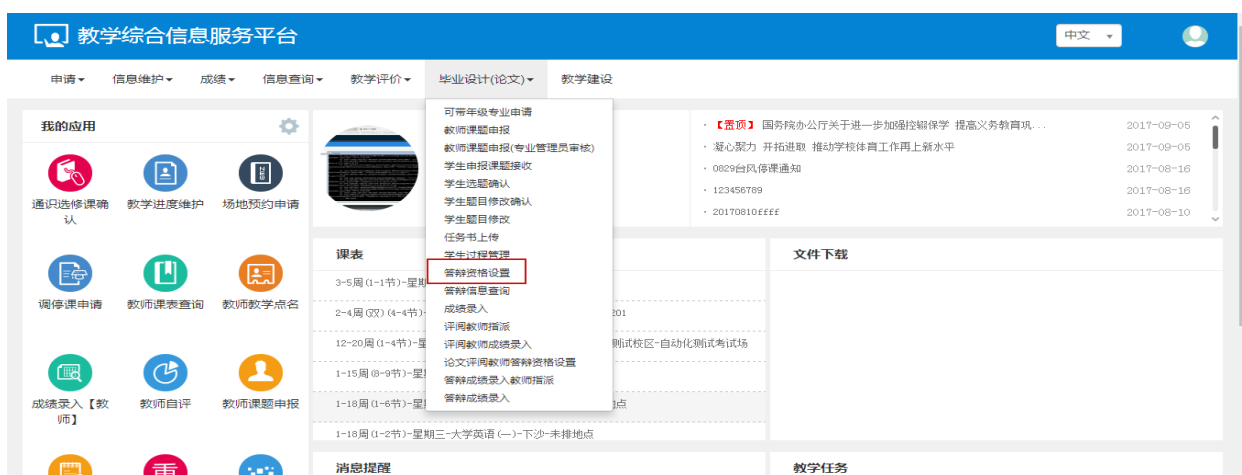 教学综合信息服务平台
中文
申请 信息维护 成绩 信息查询 教学评价 毕业设计(论文) 教学建设
我的应用
通识选修课确
认
教学进度维护
场地预约申请
调停课申请
教师课表查询
教师教学点名
成绩录入【教
师】
教师自评
教师课题申报
重
可带年级专业申请
教师课题申报
教师课题申报(专业管理员审核)
学生申报课题接收
学生选题确认
学生题目修改确认
学生题目修改
任务书上传
学生过程管理
答辩资格设置
答辩信息查询
成绩录入
评阅教师指派
评阅教师成绩录入
论文评阅教师答辩资格设置
答辩成绩录入教师指派
答辩成绩录入
· 【置顶】 国务院办公厅关于进一步加强控辍保学 提高义务教育巩... 2017-09-05
· 凝心聚力 开拓进取 推动学校体育工作再上新水平 2017-09-05
· 0829台风停课通知 2017-08-16
· 123456789 2017-08-16
· 20170810ffff 2017-08-10
课表
3-5周(1-1节)-星期
2-4周(双)(4-4节)- 201
12-20周(1-4节)-星 测试校区-自动化测试考试场
1-15周(8-9节)-星
1-18周(1-6节)-星 地点
1-18周(1-2节)-星期三-大学英语(一)-下沙-未排地点
文件下载
消息提醒
教学任务